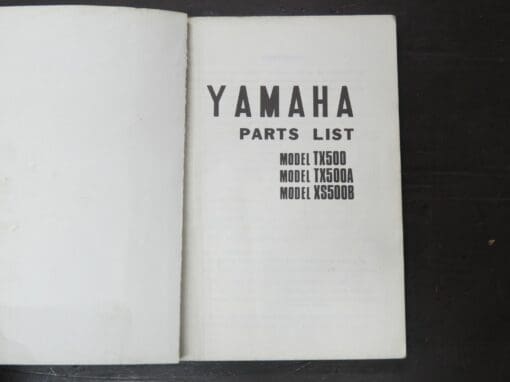 YAMAHA
PARTS LIST
MODEL TX500
MODEL TX500A
MODEL XS500B